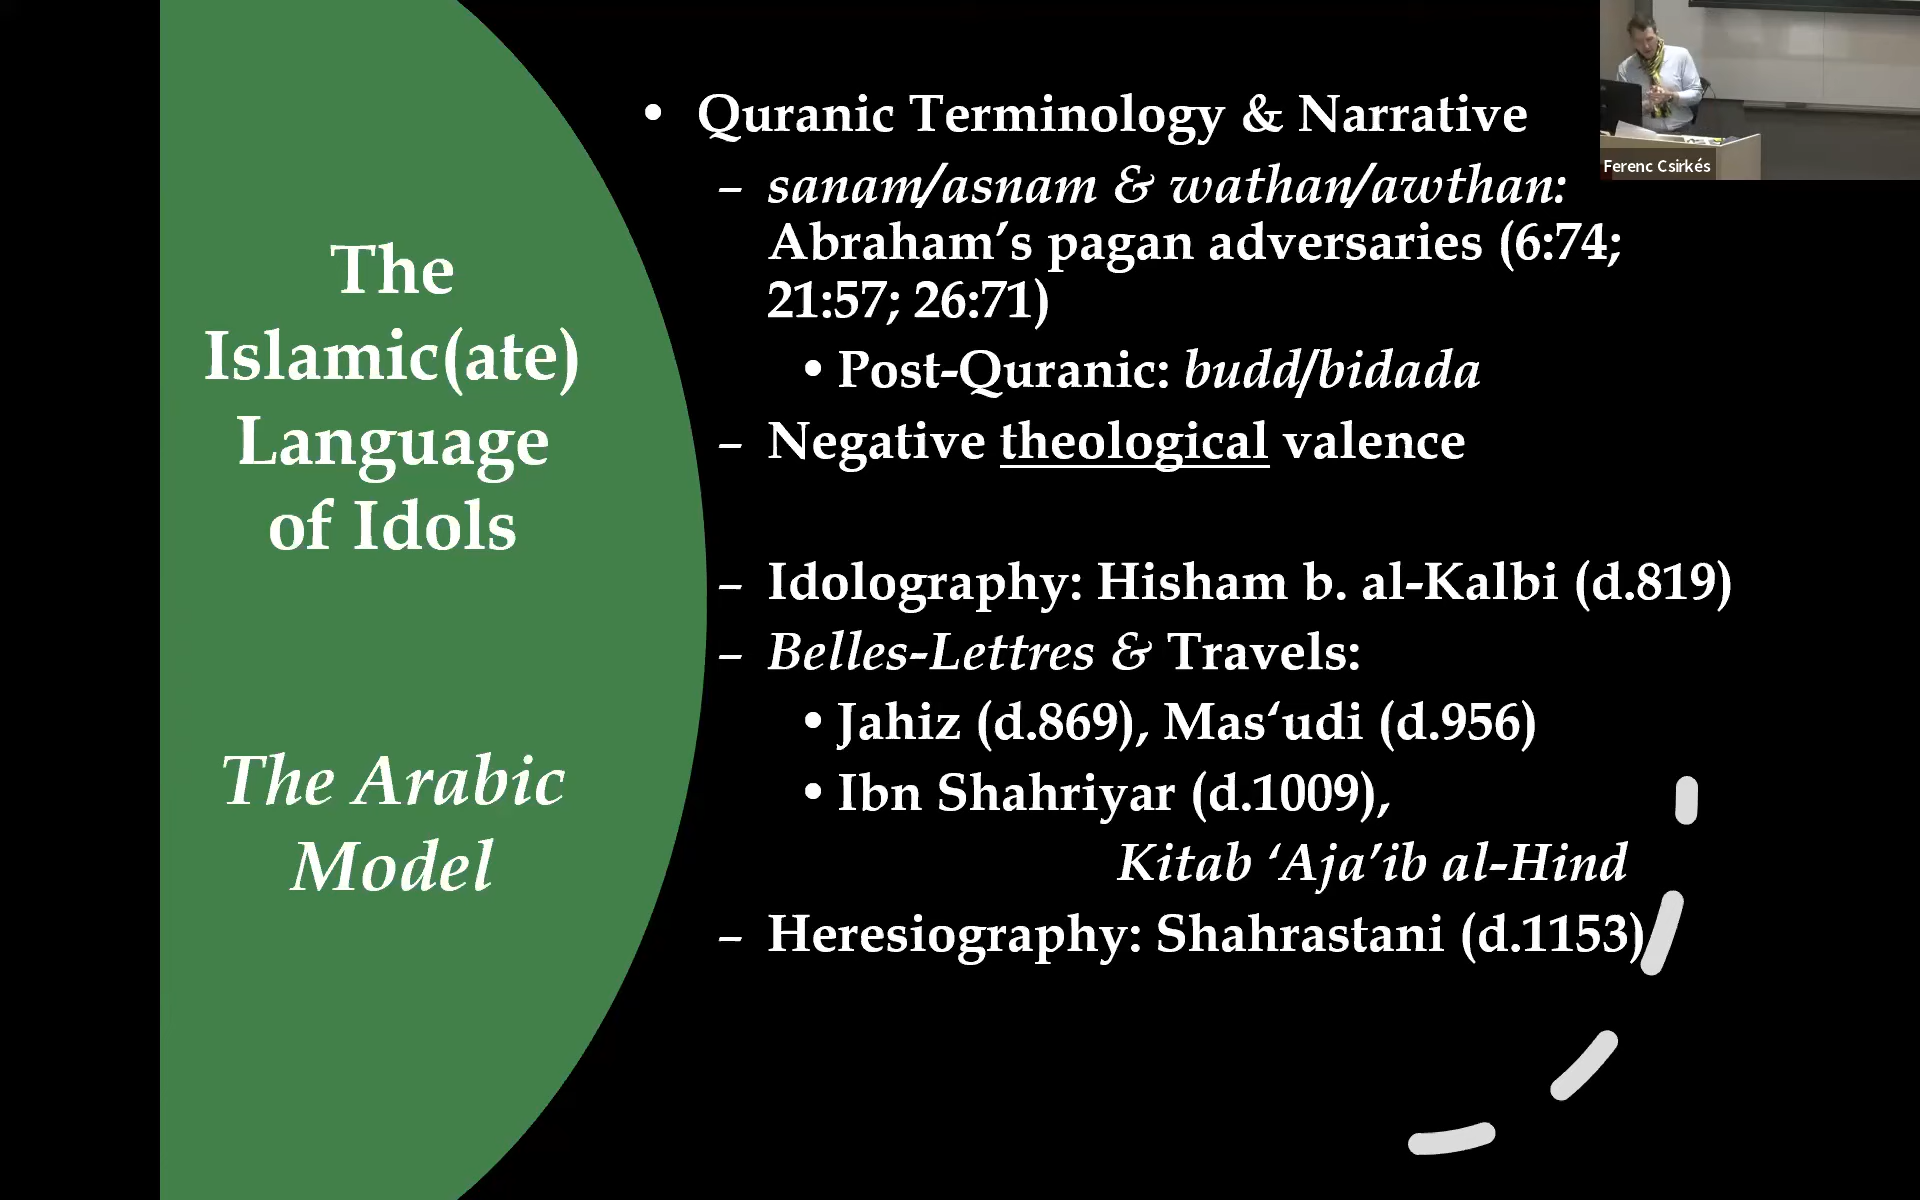 The
Islamic(ate)
Language
of Idols
The Arabic
Model
• Quranic Terminology & Narrative
– sanam/asnam & wathan/awthan:
Abraham’s pagan adversaries (6:74;
21:57; 26:71)
• Post-Quranic: budd/bidada
– Negative theological valence
– Idolography: Hisham b. al-Kalbi (d.819)
– Belles-Lettres & Travels:
• Jahiz (d.869), Mas‘udi (d.956)
• Ibn Shahriyar (d.1009),
Kitab ‘Aja’ib al-Hind
– Heresiography: Shahrastani (d.1153)
Ferenc Csirkés